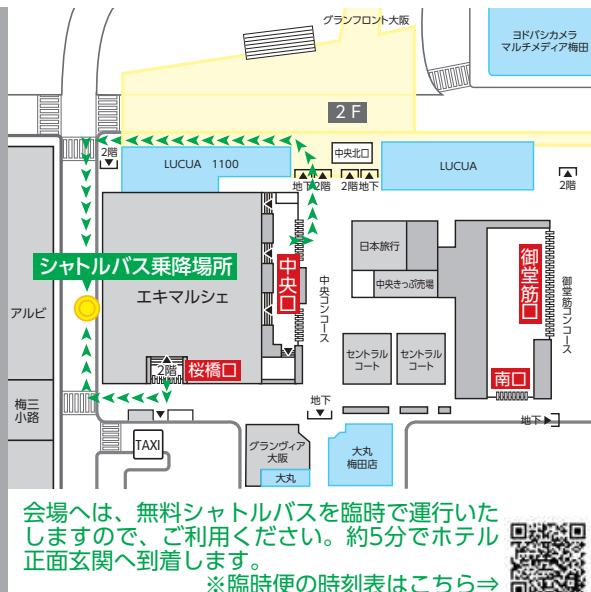 グランフロント大阪
ヨドバシカメラ
マルチメディア梅田
2F
中央北口
2階
LUCUA 1100
地下
2階
2階
地下
LUCUA
2階
シャトルバス乗降場所
エキマルシェ
アルビ
中央口
中央コンコース
日本旅行
中央きっぷ売場
御堂筋口
御堂筋コンコース
セントラル
コート
セントラル
コート
南口
2階
桜橋口
梅三
小路
地下
地下
TAXI
グランヴィア
大阪
大丸
大丸
梅田店
会場へは、無料シャトルバスを臨時で運行いた
しますので、ご利用ください。約5分でホテル
正面玄関へ到着します。
※臨時便の時刻表はこちら⇒